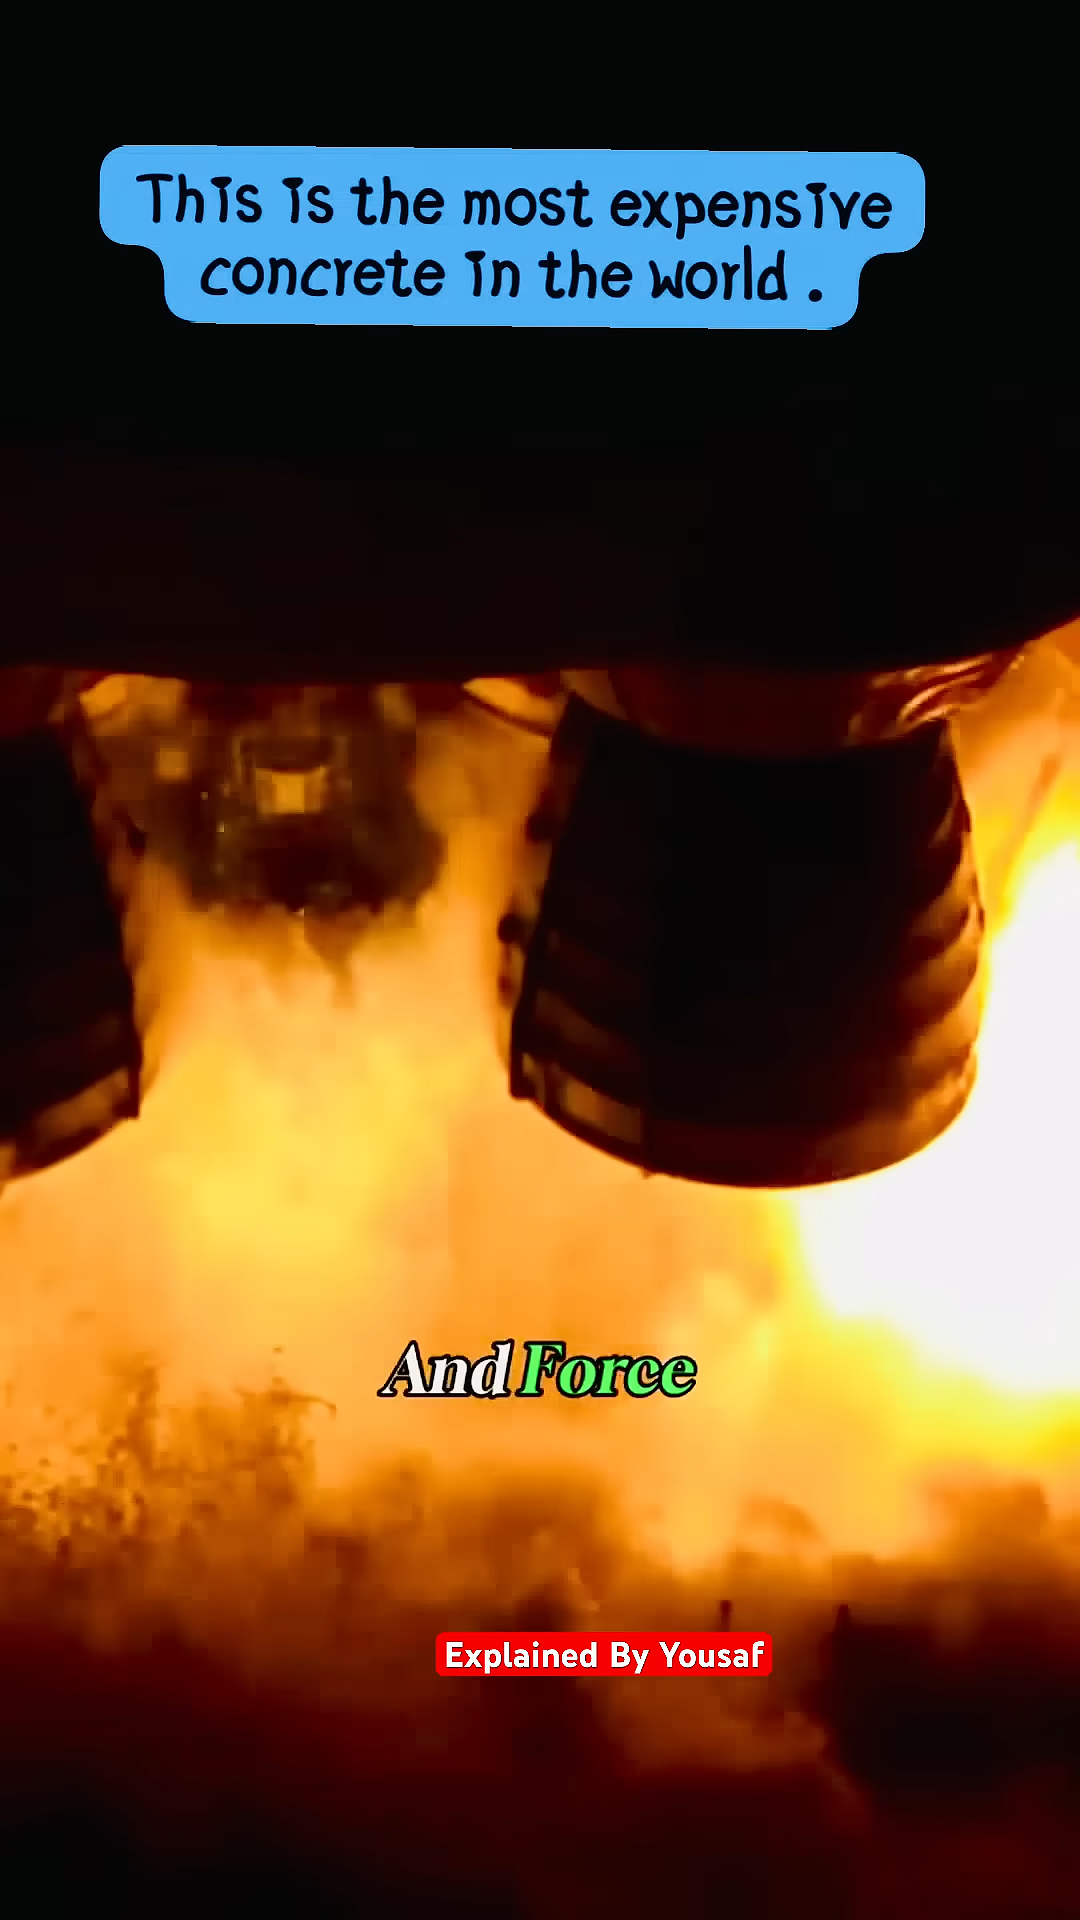 This is the most expensive
concrete in the world .
And Force
Explained By Yousaf